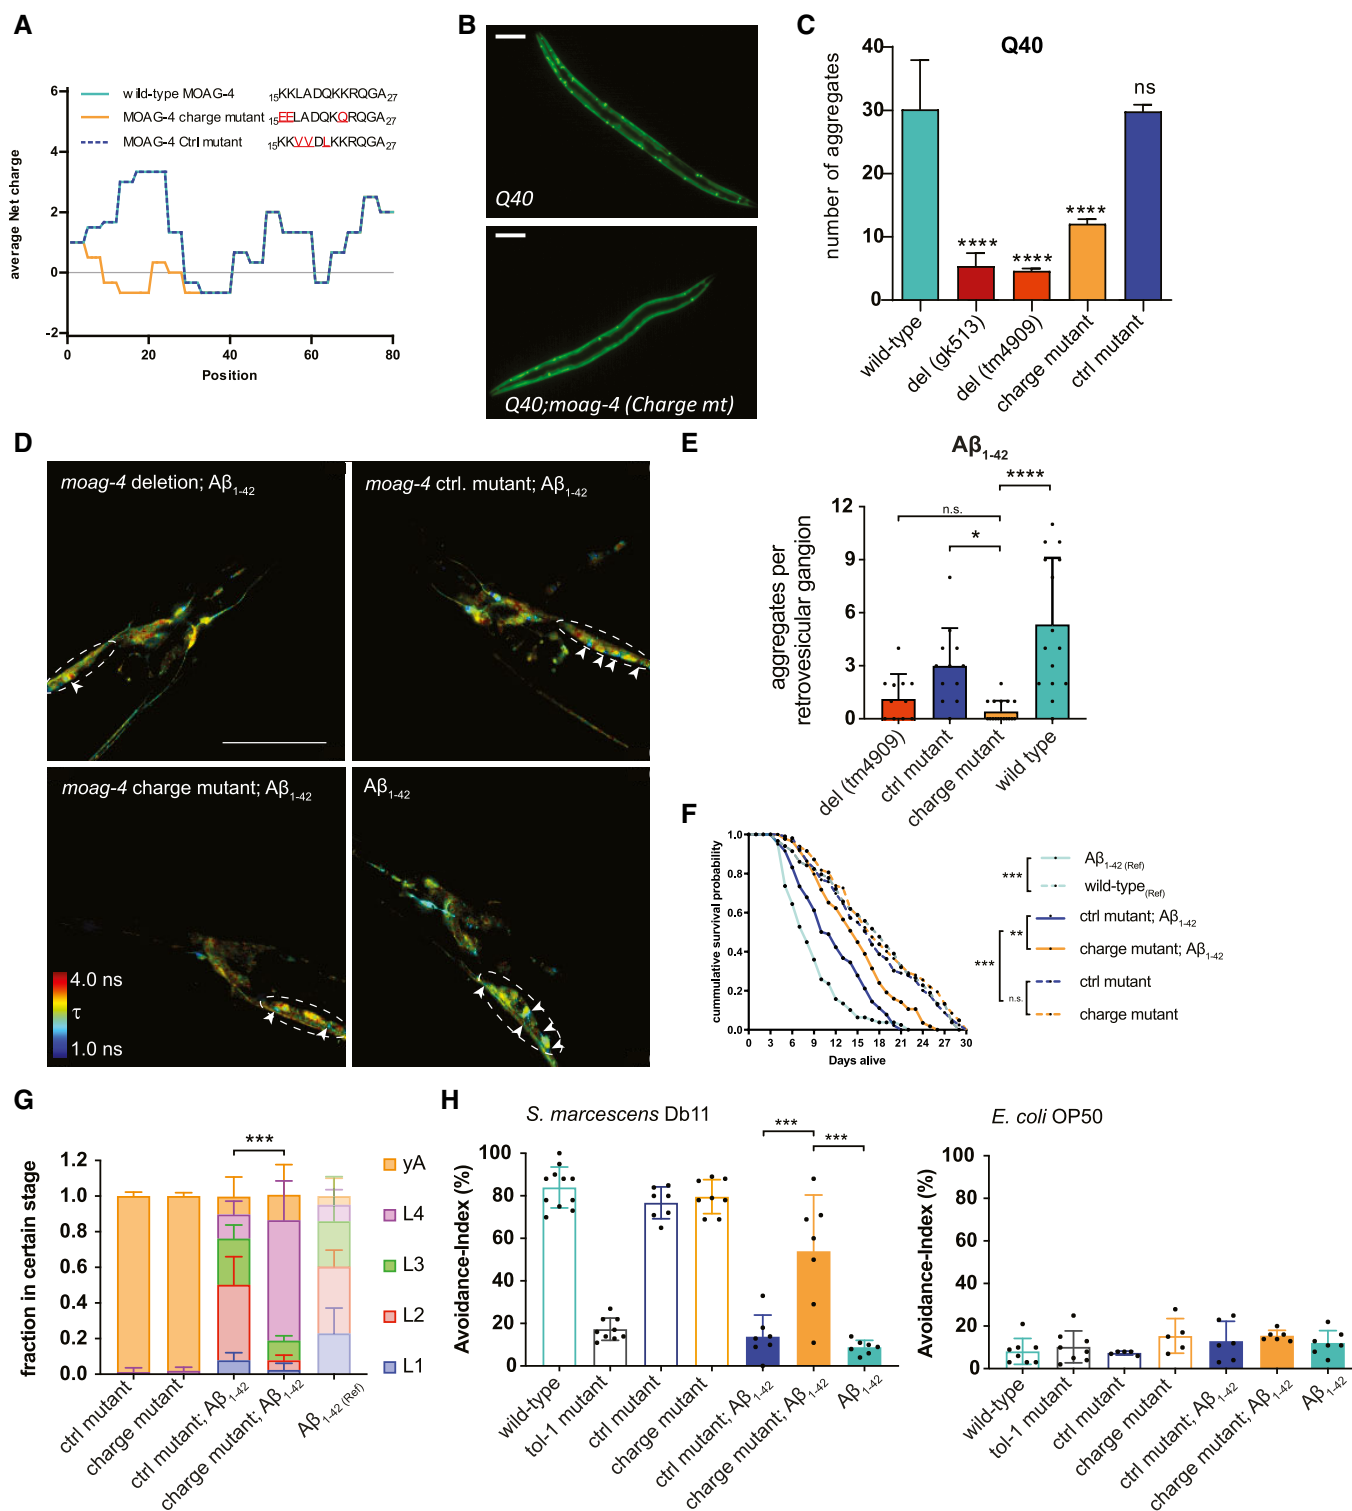 A
wild-type MOAG-4 15KKLADQKKRQGA27
MOAG-4 charge mutant 15EELADQKQRQGA27
MOAG-4 Ctrl mutant 15KKVVDLKKRQGA27
average Net charge
6
4
2
0
-2
0 20 40 60 80
Position
B
Q40
Q40;moag-4 (Charge mt)
C
Q40
number of aggregates
40
30
20
10
0
**** **** **** ns
wild-type
del (gk513)
del (tm4909)
charge mutant
ctrl mutant
D
moag-4 deletion; Aβ1-42
moag-4 ctrl. mutant; Aβ1-42
moag-4 charge mutant; Aβ1-42
Aβ1-42
4.0 ns
τ
1.0 ns
E
Aβ1-42
aggregates per
retrovesicular gangion
12
9
6
3
0
n.s.
*
****
del (tm4909)
ctrl mutant
charge mutant
wild type
F
cummulative survival probability
1.0
0.8
0.6
0.4
0.2
0.0
0 3 6 9 12 15 18 21 24 27 30
Days alive
Aβ1-42 (Ref)
wild-type(Ref)
ctrl mutant; Aβ1-42
charge mutant; Aβ1-42
ctrl mutant
charge mutant
***
**
***
n.s.
G
fraction in certain stage
1.2
1.0
0.8
0.6
0.4
0.2
0.0
***
yA
L4
L3
L2
L1
ctrl mutant
charge mutant
ctrl mutant; Aβ1-42
charge mutant; Aβ1-42
Aβ1-42 (Ref)
H
S. marcescens Db11
Avoidance-Index (%)
100
80
60
40
20
0
***
***
wild-type
tol-1 mutant
ctrl mutant
charge mutant
ctrl mutant; Aβ1-42
charge mutant; Aβ1-42
Aβ1-42
E. coli OP50
Avoidance-Index (%)
100
80
60
40
20
0
wild-type
tol-1 mutant
ctrl mutant
charge mutant
ctrl mutant; Aβ1-42
charge mutant; Aβ1-42
Aβ1-42